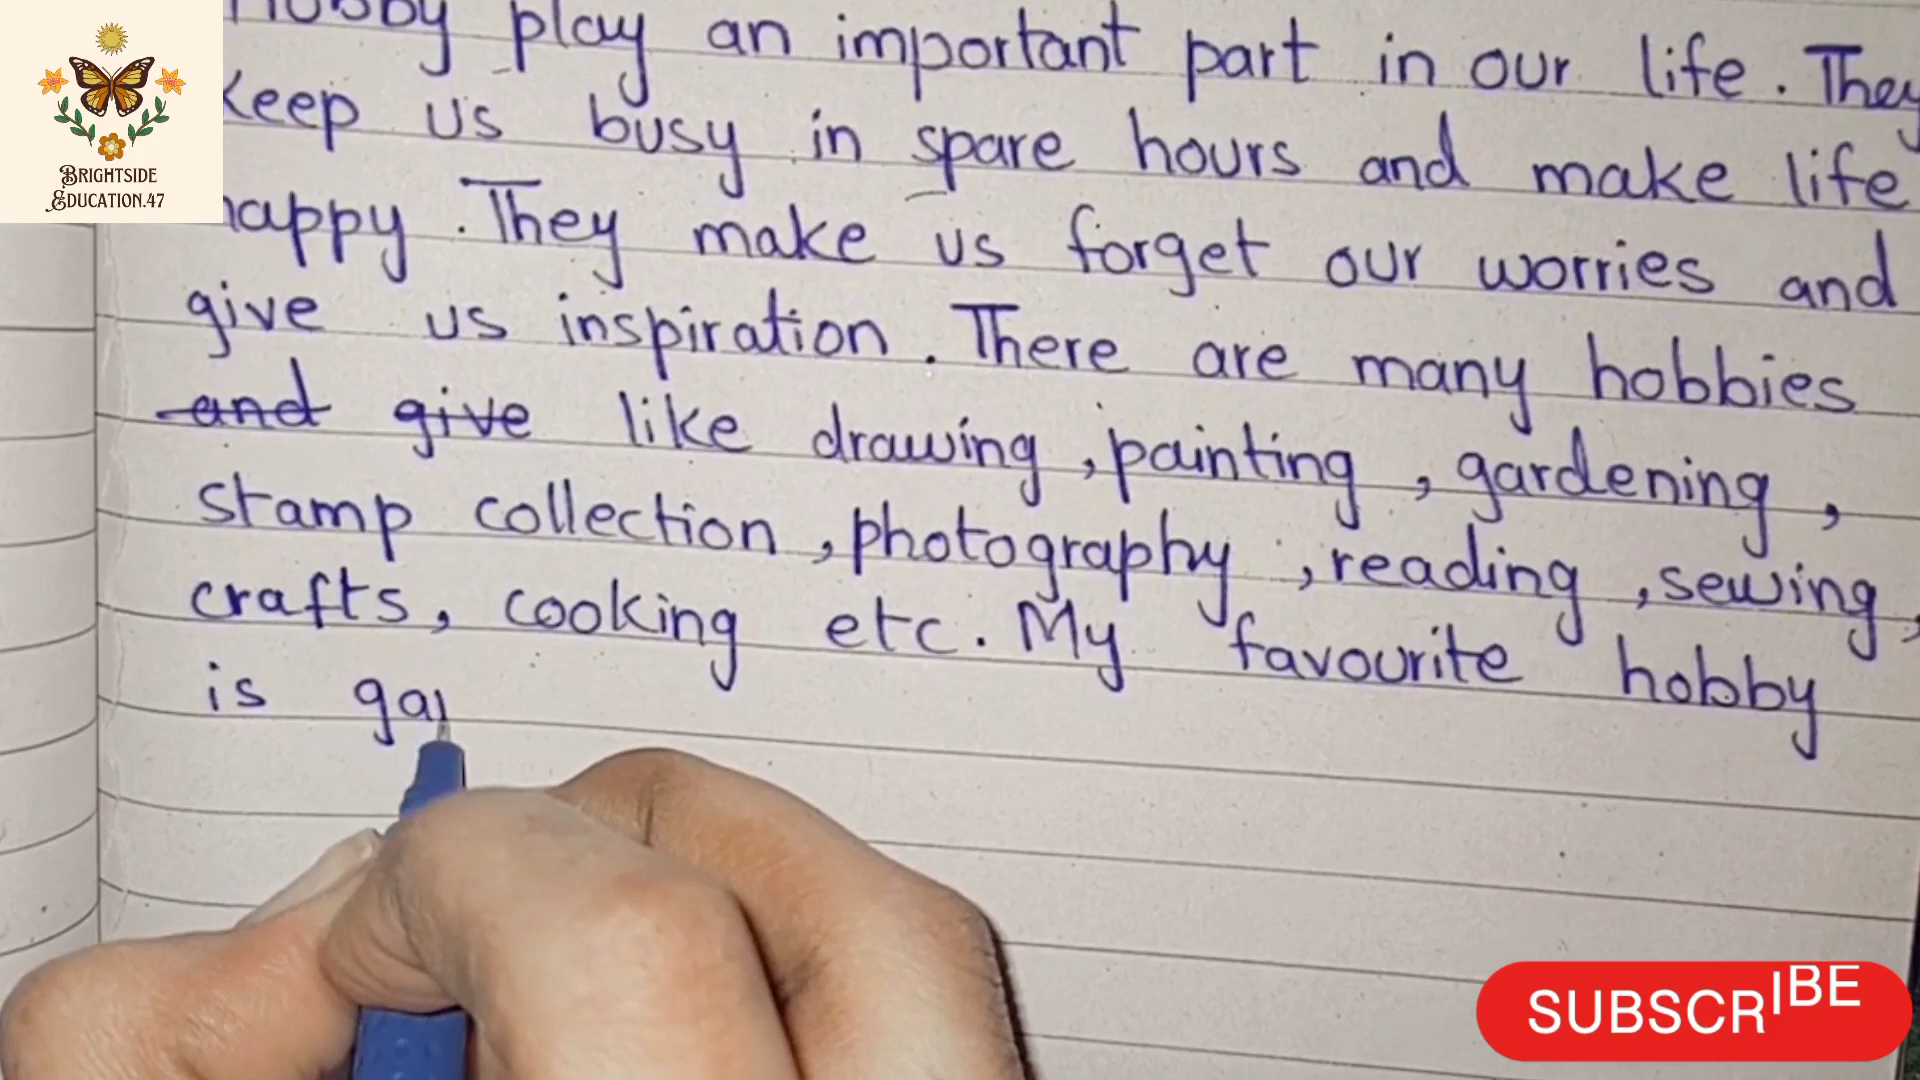 Hobby play an important part in our life. They
keep us busy in spare hours and make life
happy. They make us forget our worries and
give us inspiration. There are many hobbies
and give like drawing, painting, gardening,
stamp collection, photography, reading, sewing,
crafts, cooking etc. My favourite hobby
is gar
BRIGHTSIDE
EDUCATION.47
SUBSCRIBE